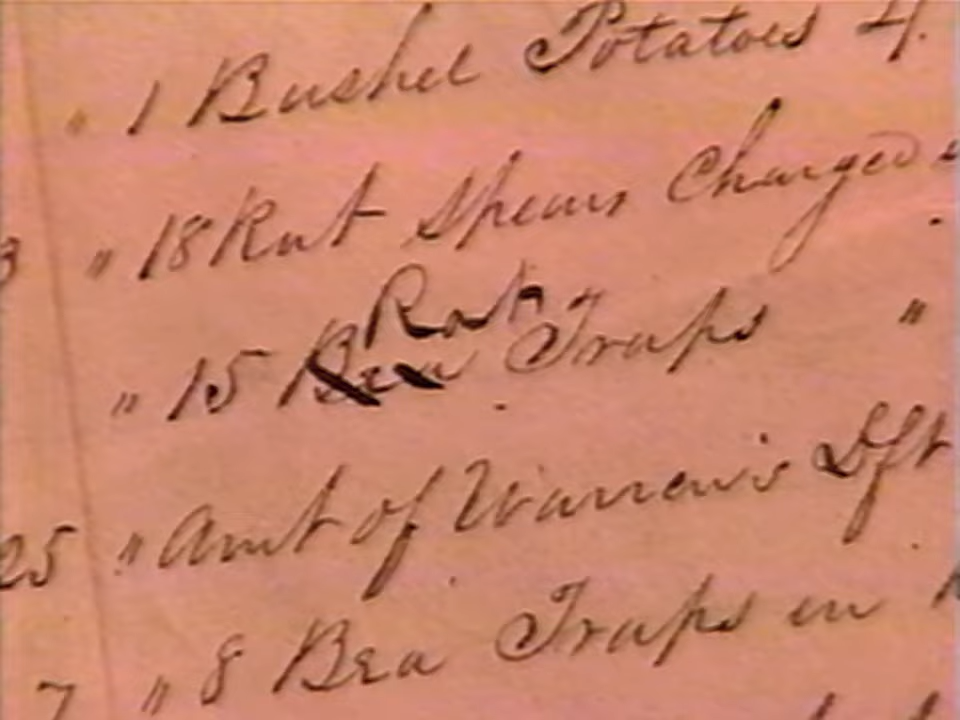 " 1 Bushel Potatoes 4.
3 " 18 Rat Spears Charged
Rat
" 15 Bea Traps "
25 " Amt of Warren's Dft
7 " 8 Bea Traps in